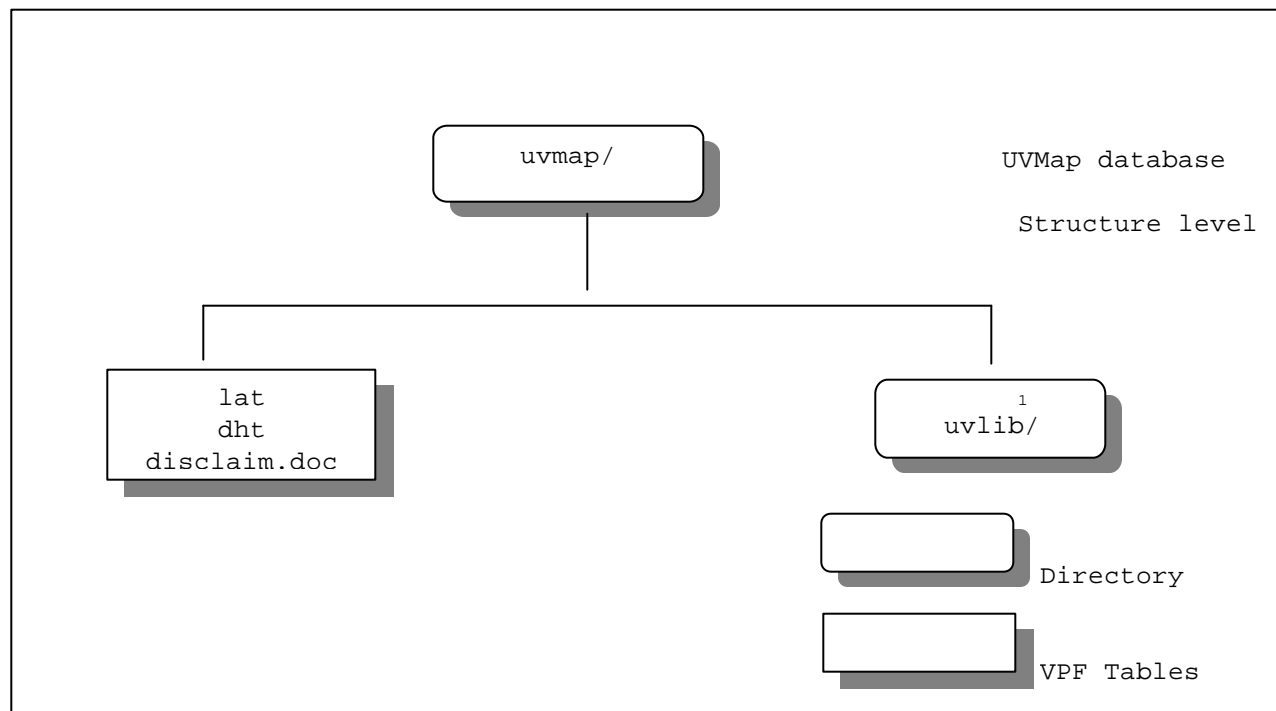 uvmap/
UVMap database
Structure level
lat
dht
disclaim.doc
1
uvlib/
Directory
VPF Tables